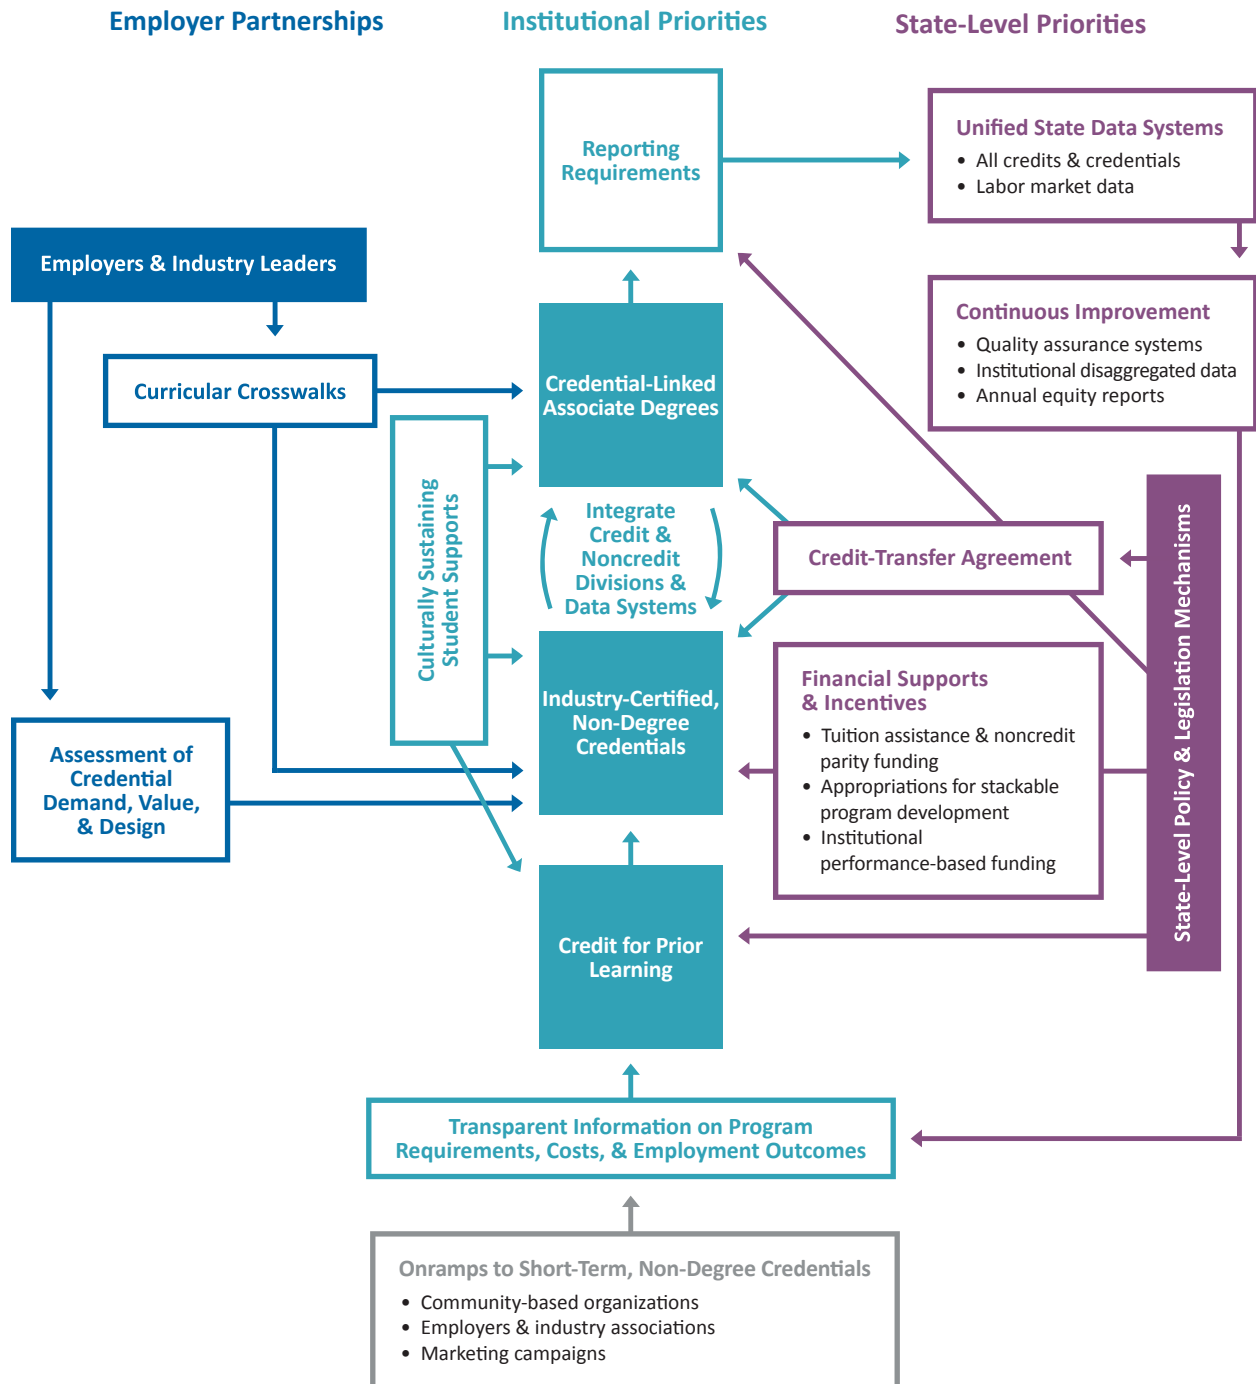 Employer Partnerships
Institutional Priorities
State-Level Priorities
Reporting
Requirements
Unified State Data Systems
• All credits & credentials
• Labor market data
Employers & Industry Leaders
Continuous Improvement
• Quality assurance systems
• Institutional disaggregated data
• Annual equity reports
Curricular Crosswalks
Credential-Linked
Associate Degrees
Culturally Sustaining
Student Supports
Integrate
Credit &
Noncredit
Divisions &
Data Systems
Credit-Transfer Agreement
State-Level Policy & Legislation Mechanisms
Industry-Certified,
Non-Degree
Credentials
Financial Supports
& Incentives
• Tuition assistance & noncredit
parity funding
• Appropriations for stackable
program development
• Institutional
performance-based funding
Assessment of
Credential
Demand, Value,
& Design
Credit for Prior
Learning
Transparent Information on Program
Requirements, Costs, & Employment Outcomes
Onramps to Short-Term, Non-Degree Credentials
• Community-based organizations
• Employers & industry associations
• Marketing campaigns